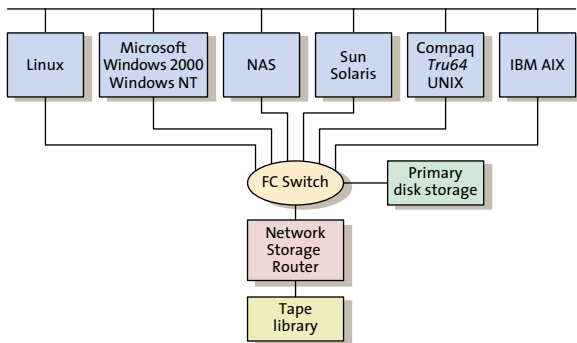 Linux
Microsoft
Windows 2000
Windows NT
NAS
Sun
Solaris
Compaq
Tru64
UNIX
IBM AIX
FC Switch
Primary
disk storage
Network
Storage
Router
Tape
library